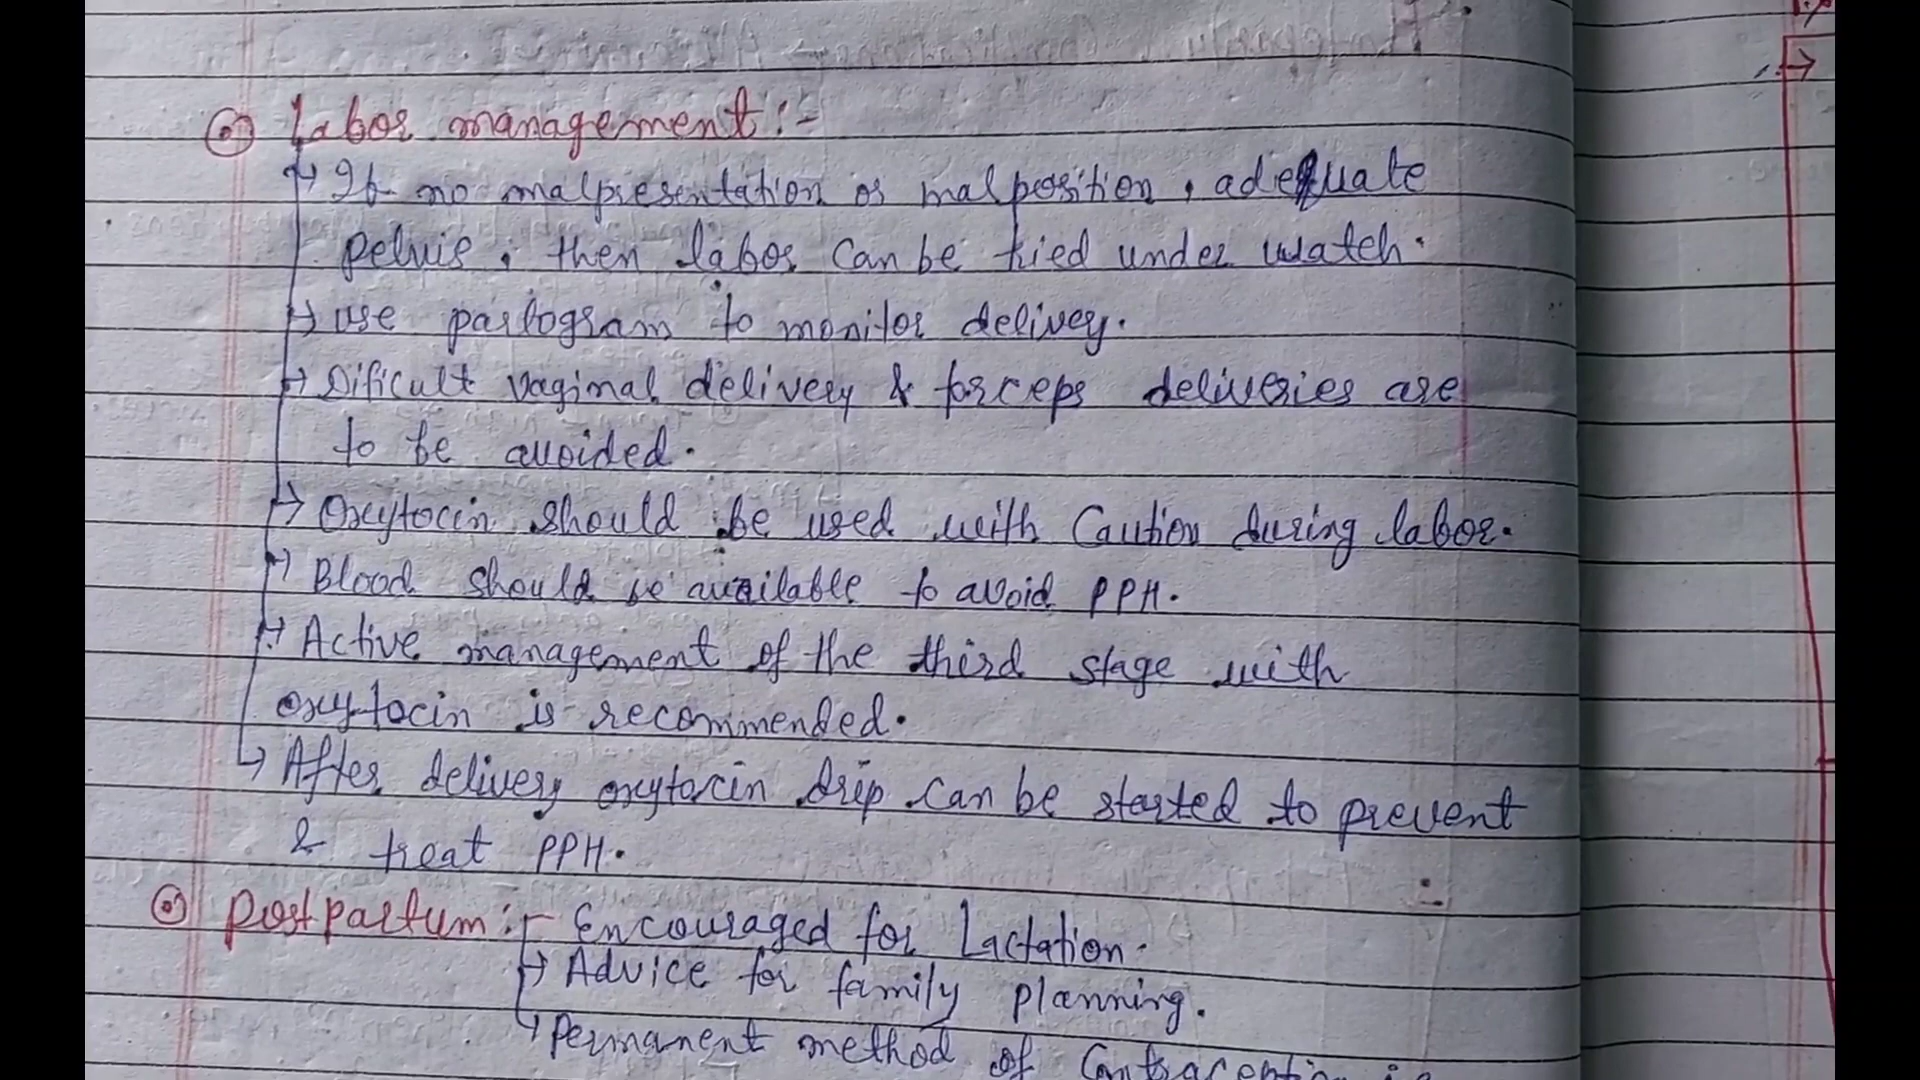 Labor management :-
→ If no malpresentation or malposition, adequate
pelvis, then labor can be tried under watch.
→ use partogram to monitor delivey.
→ Dificult vaginal delivery & forceps deliveries are
to be avoided.
→ Oxytocin should be used with caution during labor.
→ Blood should be available to avoid PPH.
→ Active management of the third stage with
oxytocin is recommended.
→ After delivery oxytocin drip can be started to prevent
& treat PPH.
Postpartum :- Encouraged for Lactation.
→ Advice for family planning.
→ Permanent method of Contraception is